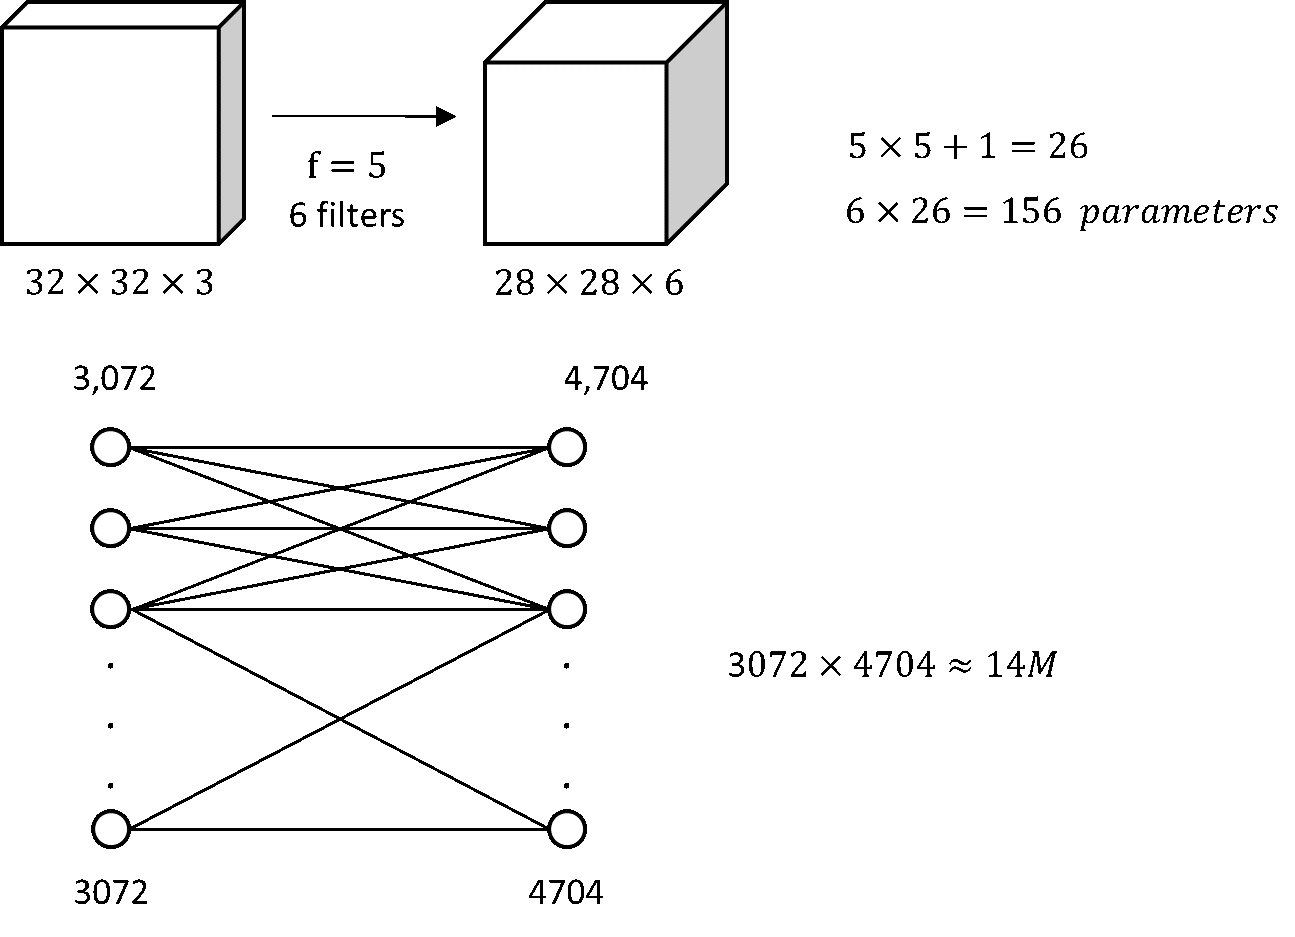 f = 5
6 filters
32 × 32 × 3
28 × 28 × 6
5 × 5 + 1 = 26
6 × 26 = 156 parameters
3,072
4,704
3072 × 4704 ≈ 14M
3072
4704